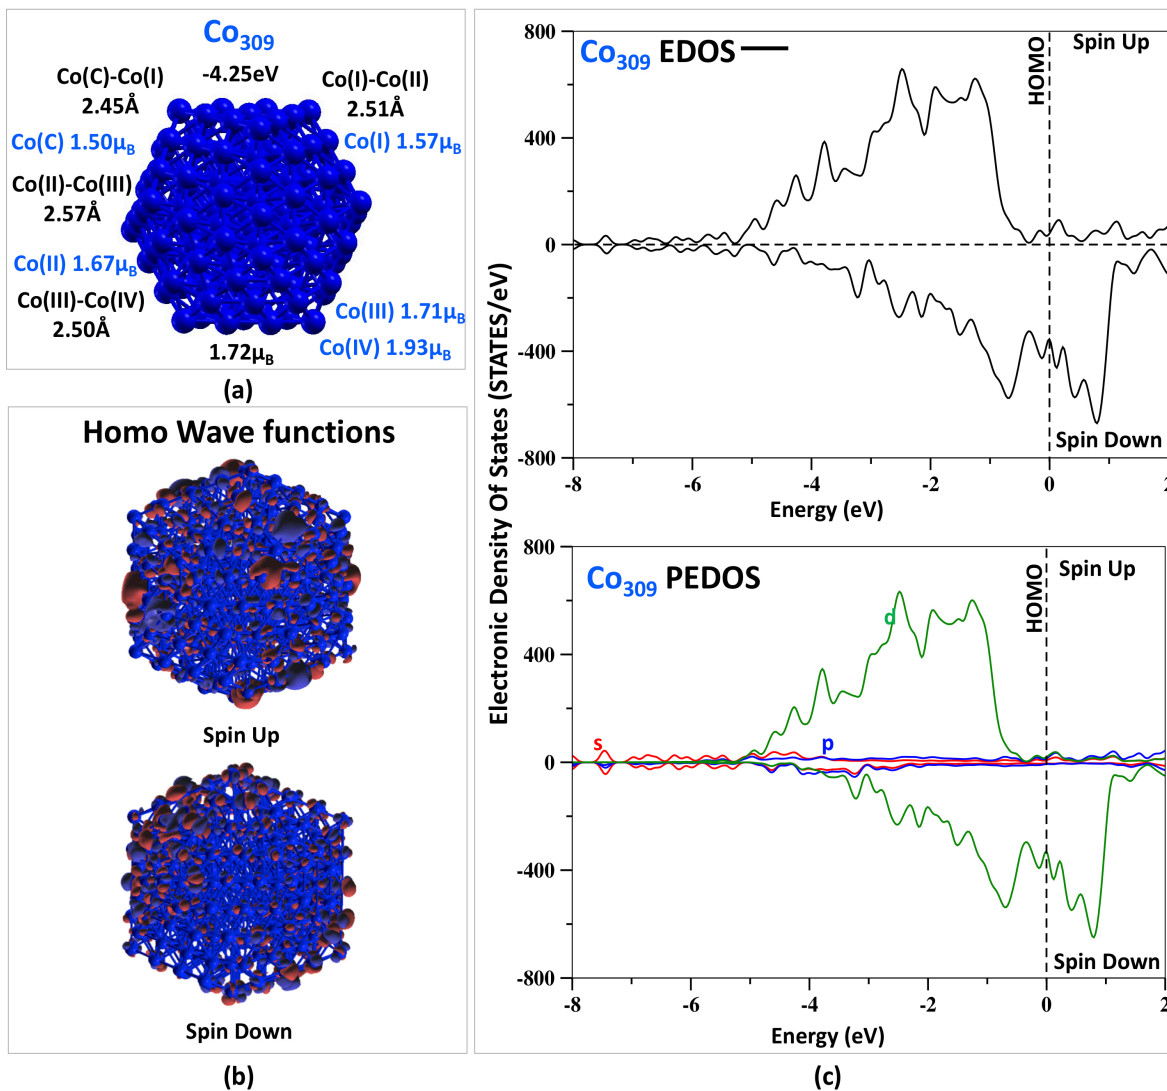 Co309
-4.25eV
Co(C)-Co(I)
2.45Å
Co(I)-Co(II)
2.51Å
Co(C) 1.50μB
Co(I) 1.57μB
Co(II)-Co(III)
2.57Å
Co(II) 1.67μB
Co(III)-Co(IV)
2.50Å
Co(III) 1.71μB
Co(IV) 1.93μB
1.72μB
(a)
Homo Wave functions
Spin Up
Spin Down
(b)
Electronic Density Of States (STATES/eV)
Co309 EDOS
HOMO
Spin Up
Spin Down
800
400
0
-400
-800
-8
-6
-4
-2
0
2
Energy (eV)
Co309 PEDOS
HOMO
Spin Up
d
s
p
Spin Down
800
400
0
-400
-800
-8
-6
-4
-2
0
2
Energy (eV)
(c)